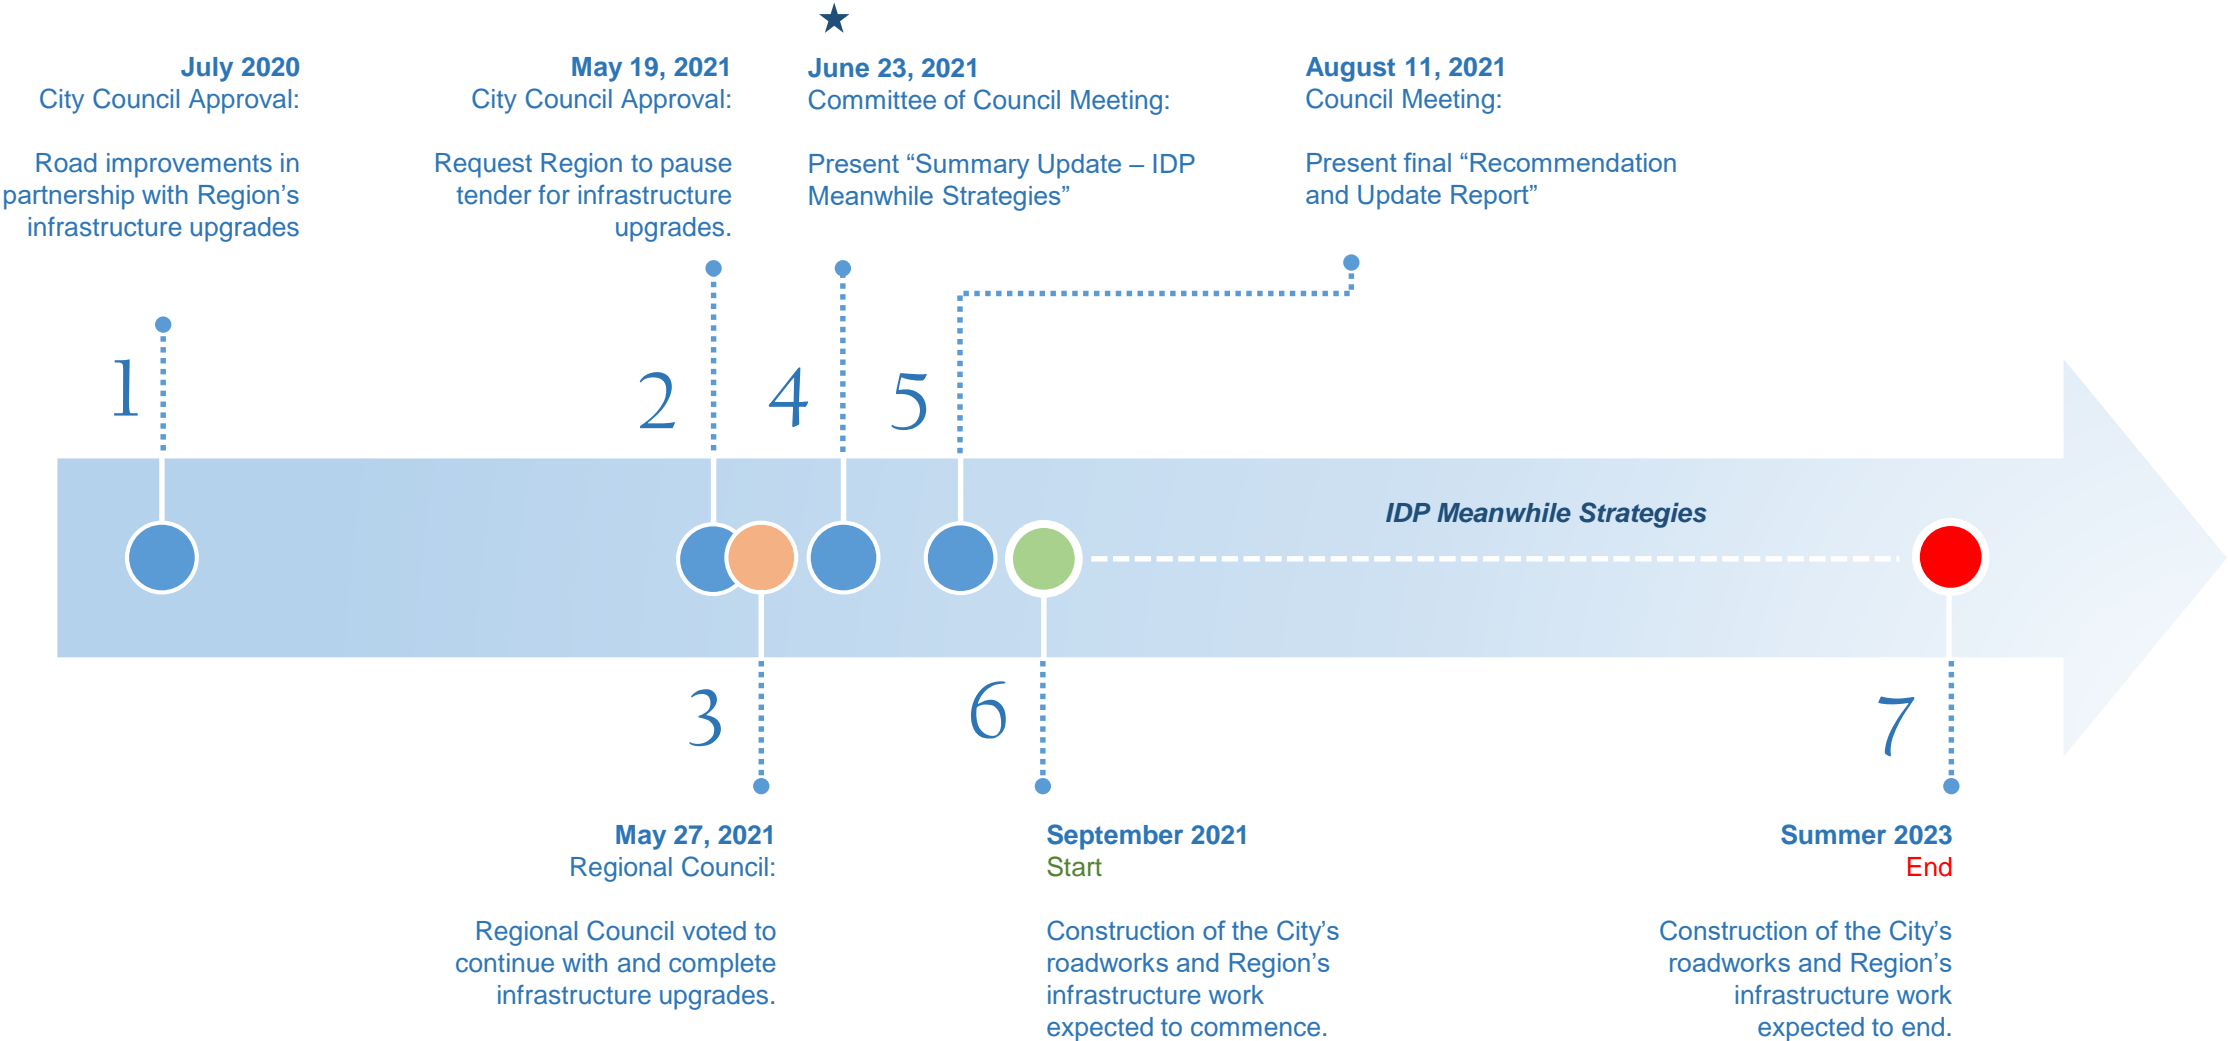 July 2020
City Council Approval:
Road improvements in
partnership with Region’s
infrastructure upgrades
May 19, 2021
City Council Approval:
Request Region to pause
tender for infrastructure
upgrades.
June 23, 2021
Committee of Council Meeting:
Present “Summary Update – IDP
Meanwhile Strategies”
August 11, 2021
Council Meeting:
Present final “Recommendation
and Update Report”
1
2
4
5
IDP Meanwhile Strategies
3
6
7
May 27, 2021
Regional Council:
Regional Council voted to
continue with and complete
infrastructure upgrades.
September 2021
Start
Construction of the City’s
roadworks and Region’s
infrastructure work
expected to commence.
Summer 2023
End
Construction of the City’s
roadworks and Region’s
infrastructure work
expected to end.